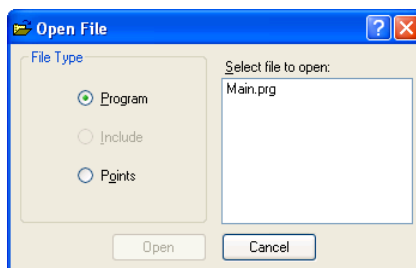 Open File
File Type
Program
Include
Points
Select file to open:
Main.prg
Open
Cancel